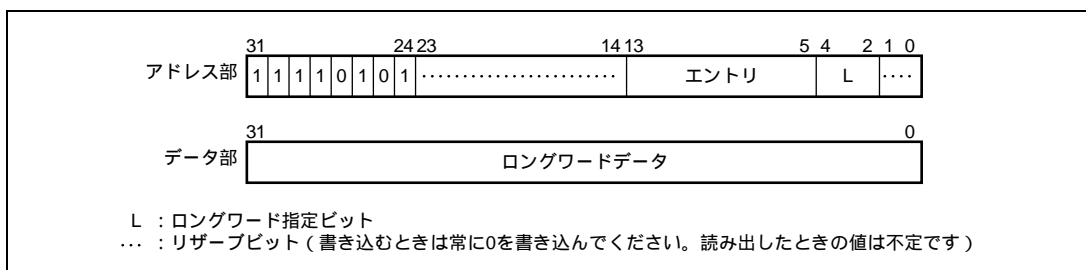 31 24 23 14 13 5 4 2 1 0
アドレス部 1 1 1 1 0 1 0 1 ························ エントリ L ····
31 0
データ部 ロングワードデータ
L ：ロングワード指定ビット
··· ：リザーブビット（書き込むときは常に0を書き込んでください。読み出したときの値は不定です）